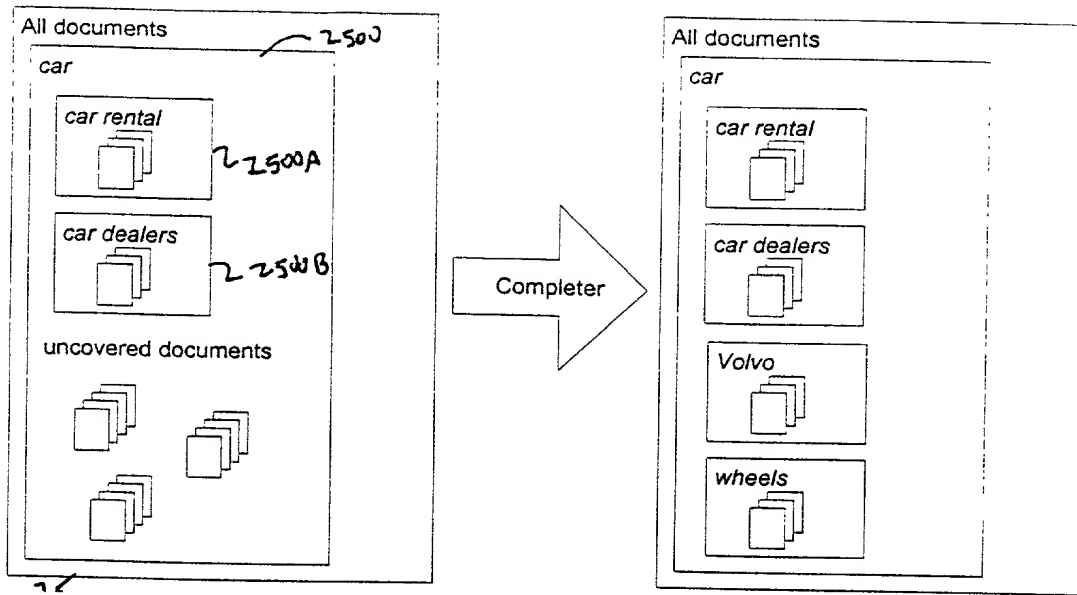 All documents
2500
car
car rental
2500A
car dealers
2500B
uncovered documents
Completer
All documents
car
car rental
car dealers
Volvo
wheels